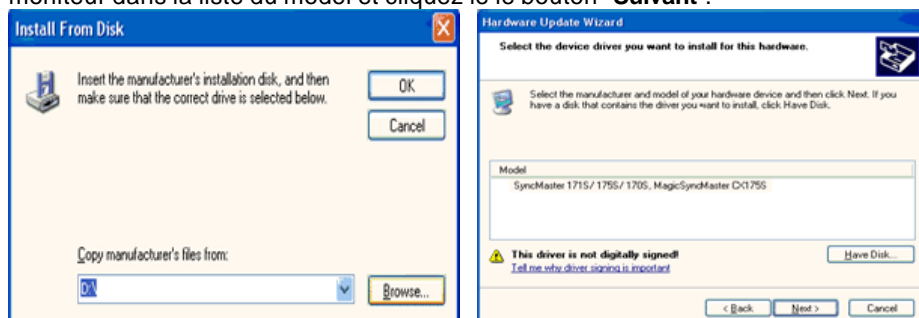 moniteur dans la liste du model et cliquez le le bouton "Suivant".
Install From Disk
Insert the manufacturer's installation disk, and then
make sure that the correct drive is selected below.
OK
Cancel
Copy manufacturer's files from:
D:\
Browse...
Hardware Update Wizard
Select the device driver you want to install for this hardware.
Select the manufacturer and model of your hardware device and then click Next. If you
have a disk that contains the driver you want to install, click Have Disk.
Model
SyncMaster 171S/ 175S/ 170S, MagicSyncMaster CX175S
This driver is not digitally signed!
Tell me why driver signing is important
Have Disk...
< Back
Next >
Cancel